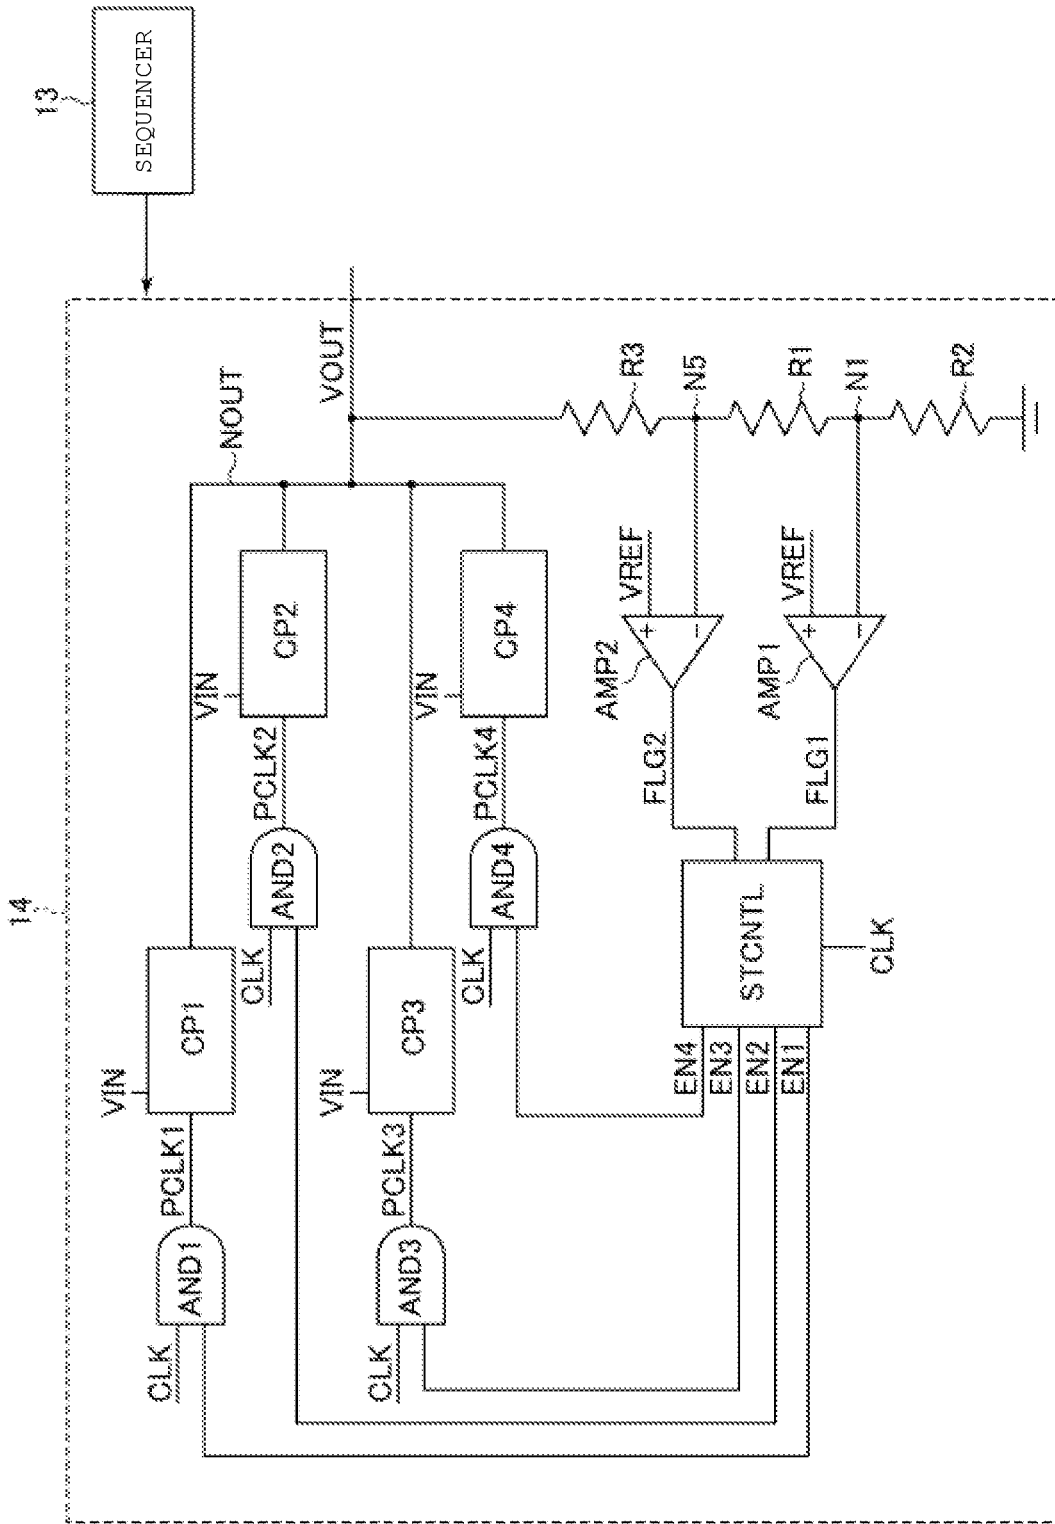 14
13
SEQUENCER
VIN
CLK
AND1
PCLK1
CP1
NOUT
VIN
CLK
AND2
PCLK2
CP2
VOUT
VIN
CLK
AND3
PCLK3
CP3
VIN
CLK
AND4
PCLK4
CP4
EN4
EN3
EN2
EN1
STCNTL
CLK
FLG2
AMP2
VREF
+
−
R3
N5
FLG1
AMP1
VREF
+
−
R1
N1
R2